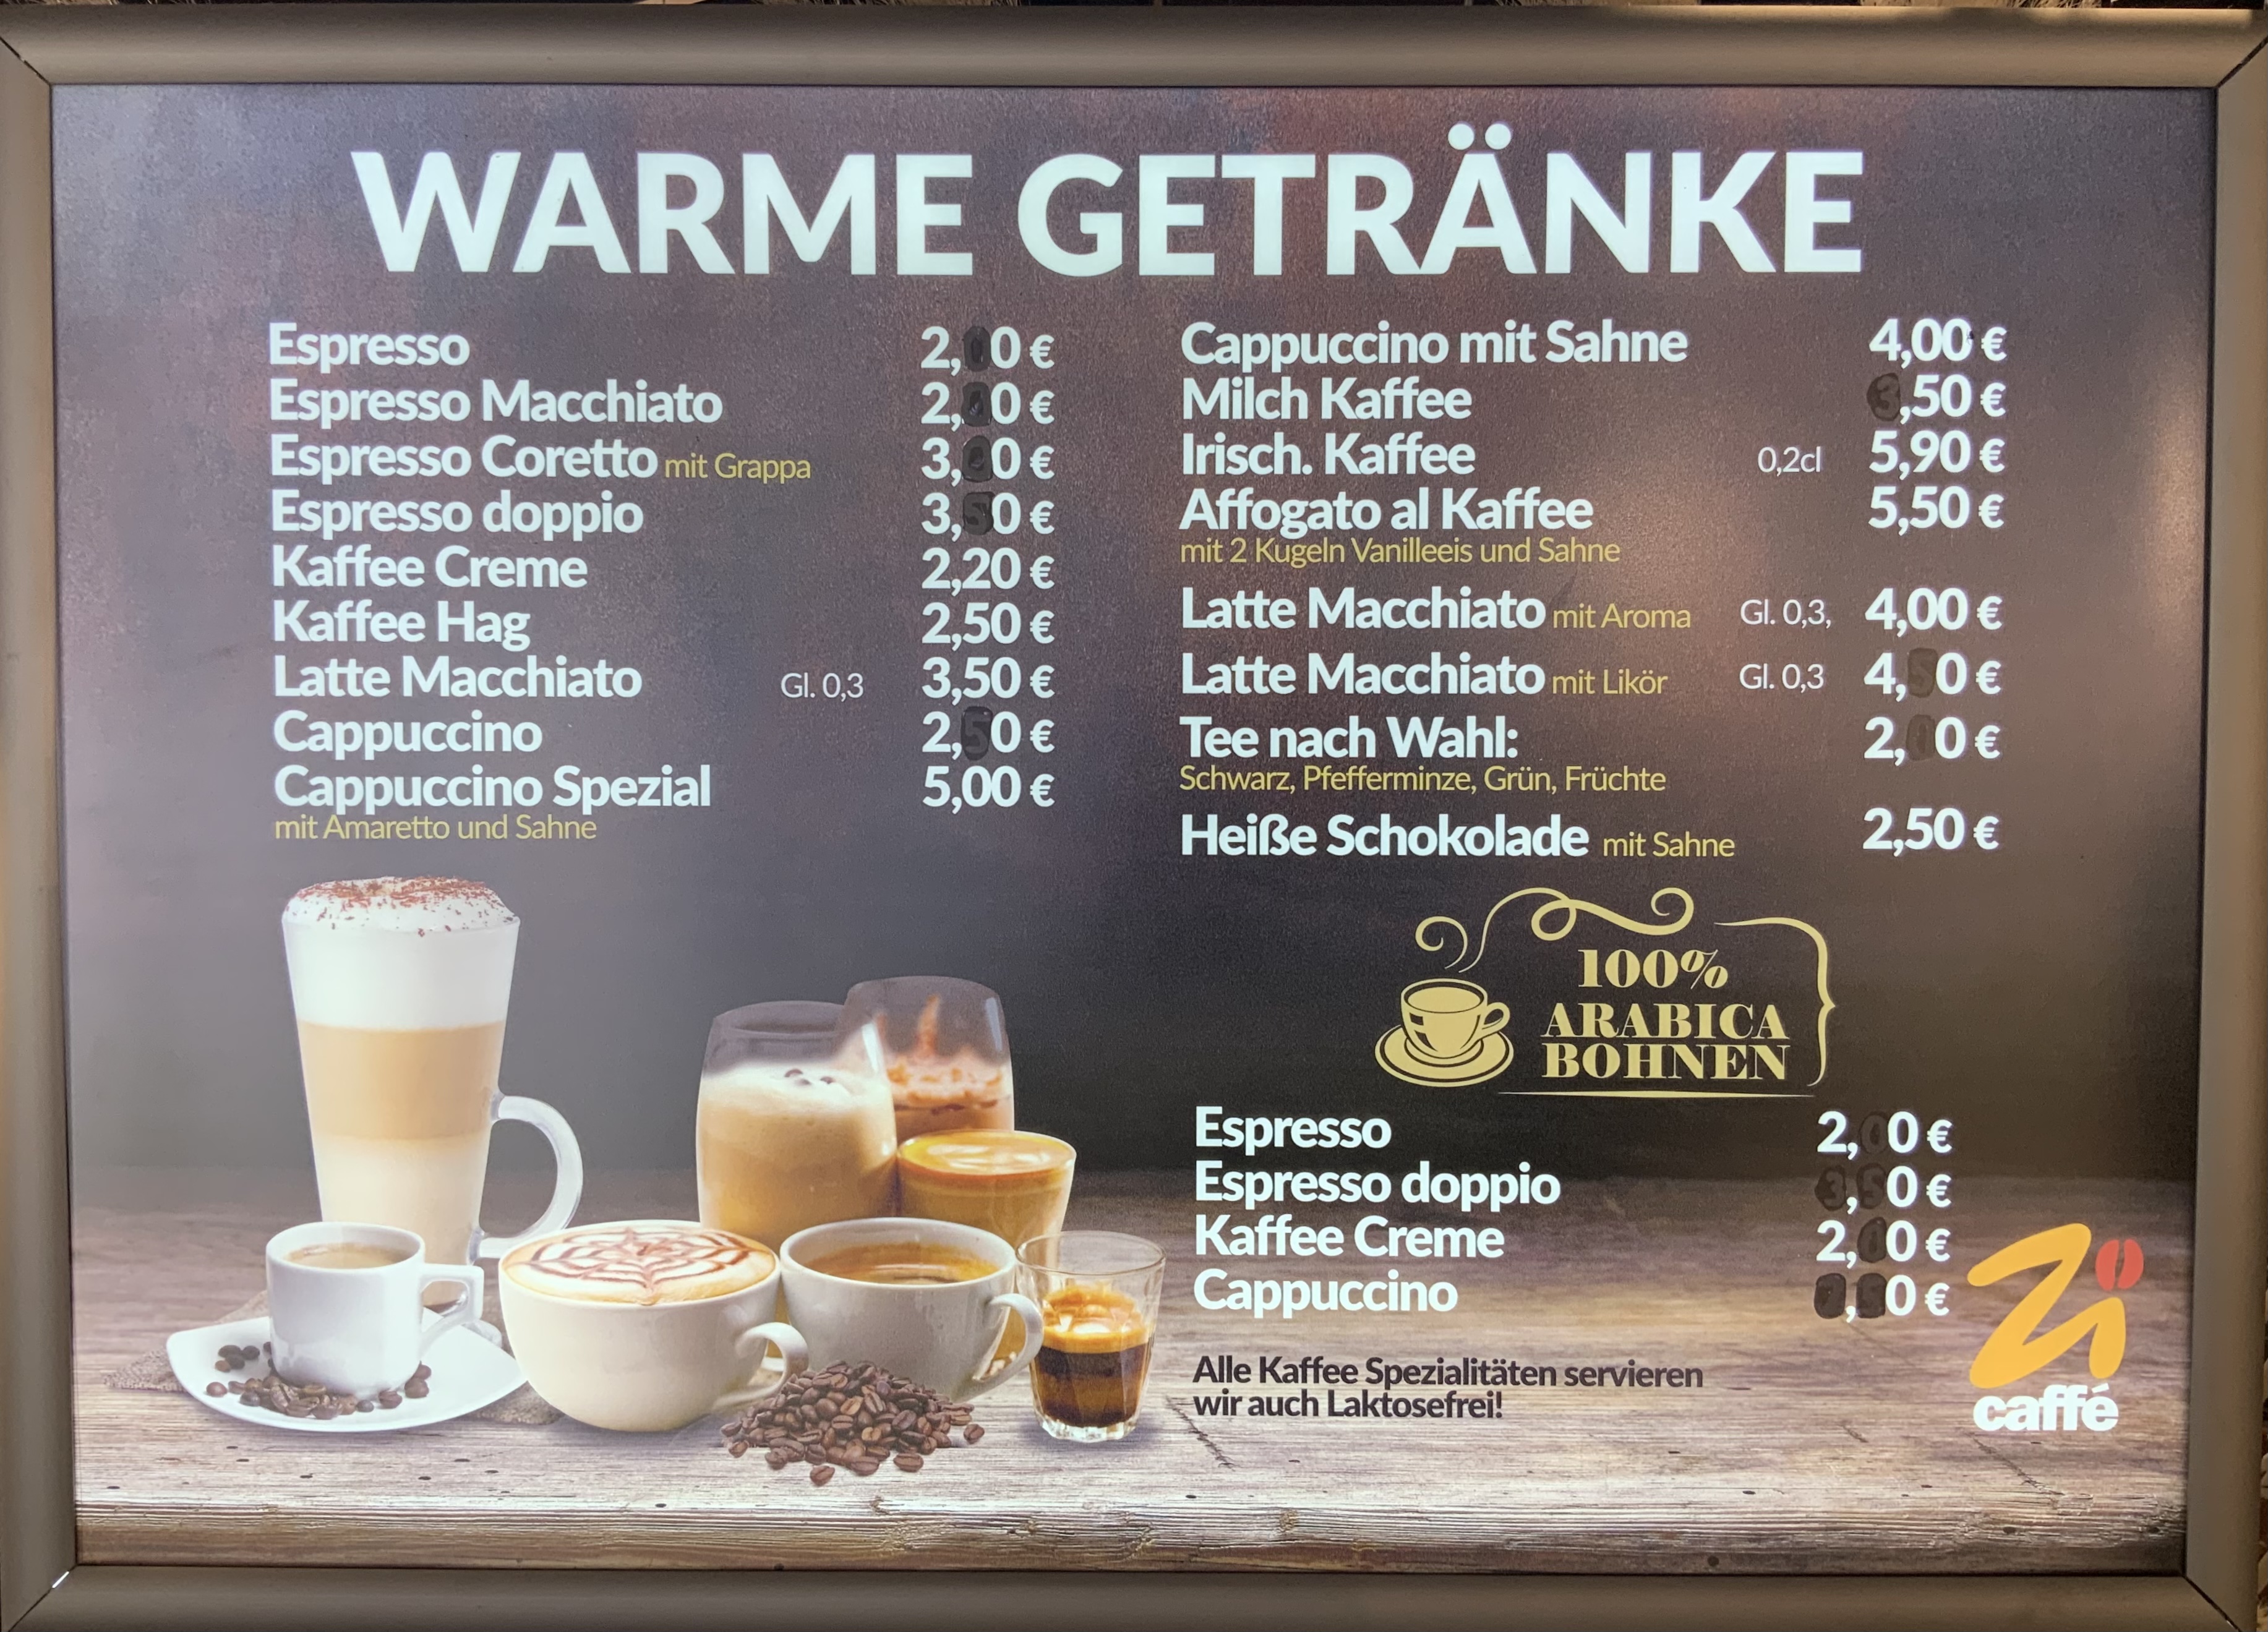 WARME GETRÄNKE
Espresso
Espresso Macchiato
Espresso Coretto mit Grappa
Espresso doppio
Kaffee Creme 2,20 €
Kaffee Hag 2,50 €
Latte Macchiato Gl. 0,3 3,50 €
Cappuccino
Cappuccino Spezial 5,00 €
mit Amaretto und Sahne
Cappuccino mit Sahne 4,00 €
Milch Kaffee
Irisch. Kaffee 0,2cl 5,90 €
Affogato al Kaffee 5,50 €
mit 2 Kugeln Vanilleeis und Sahne
Latte Macchiato mit Aroma Gl. 0,3, 4,00 €
Latte Macchiato mit Likör Gl. 0,3
Tee nach Wahl:
Schwarz, Pfefferminze, Grün, Früchte
Heiße Schokolade mit Sahne 2,50 €
100%
ARABICA
BOHNEN
Espresso
Espresso doppio
Kaffee Creme
Cappuccino
Alle Kaffee Spezialitäten servieren
wir auch Laktosefrei!
Zi
caffé